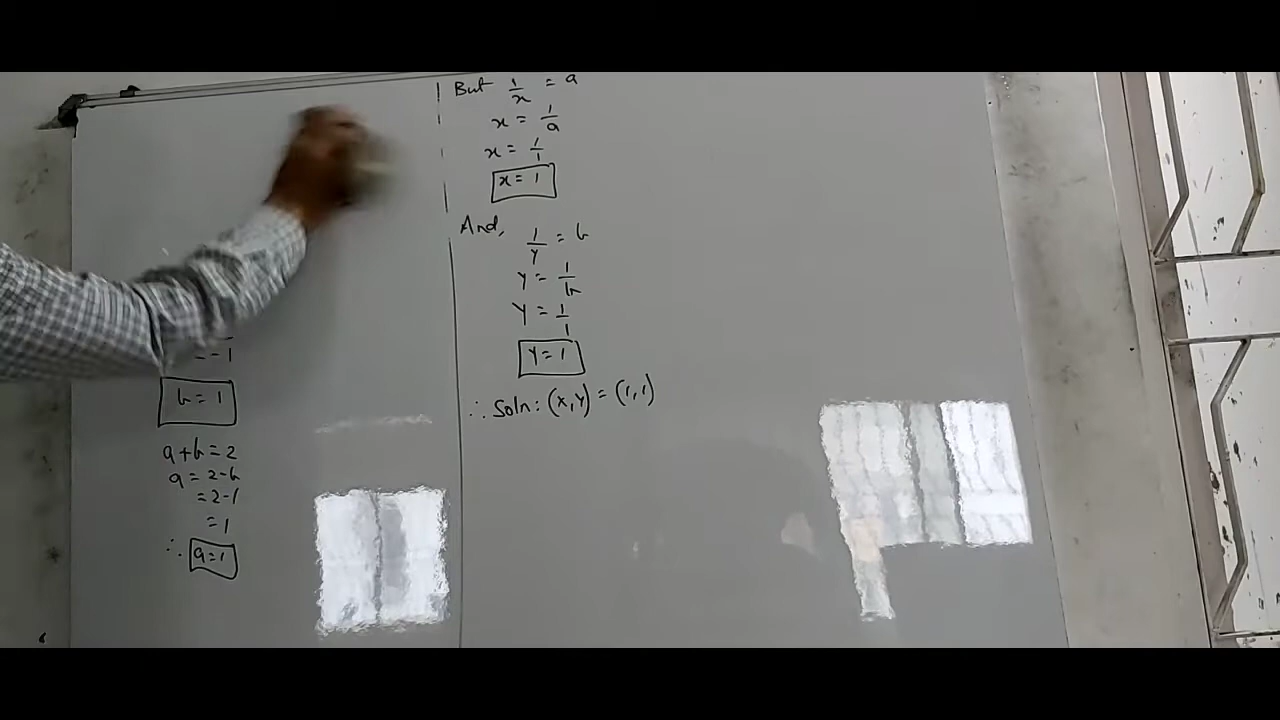 = -1
b = 1
a + b = 2
a = 2 - b
= 2 - 1
= 1
∴ a = 1
But 1/x = a
x = 1/a
x = 1/1
x = 1
And, 1/y = b
y = 1/b
y = 1/1
y = 1
∴ Soln: (x, y) = (1, 1)